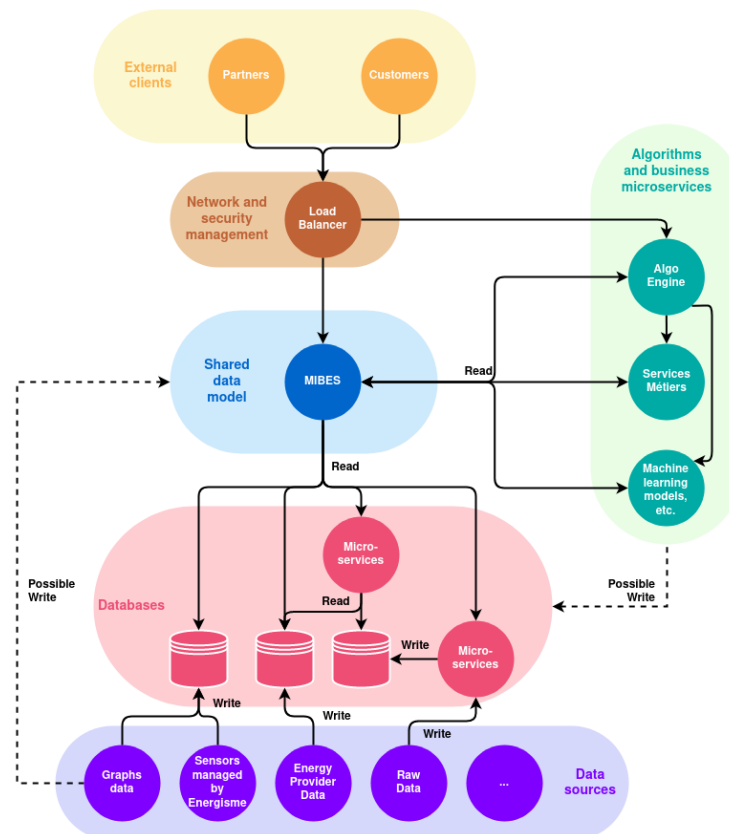 External
clients
Partners
Customers
Algorithms
and business
microservices
Network and
security
management
Load
Balancer
Algo
Engine
Shared
data
model
MIBES
Read
Services
Métiers
Read
Machine
learning
models,
etc.
Micro-
services
Possible
Write
Possible
Write
Databases
Read
Write
Micro-
services
Write
Write
Write
Graphs
data
Sensors
managed
by
Energisme
Energy
Provider
Data
Raw
Data
...
Data
sources